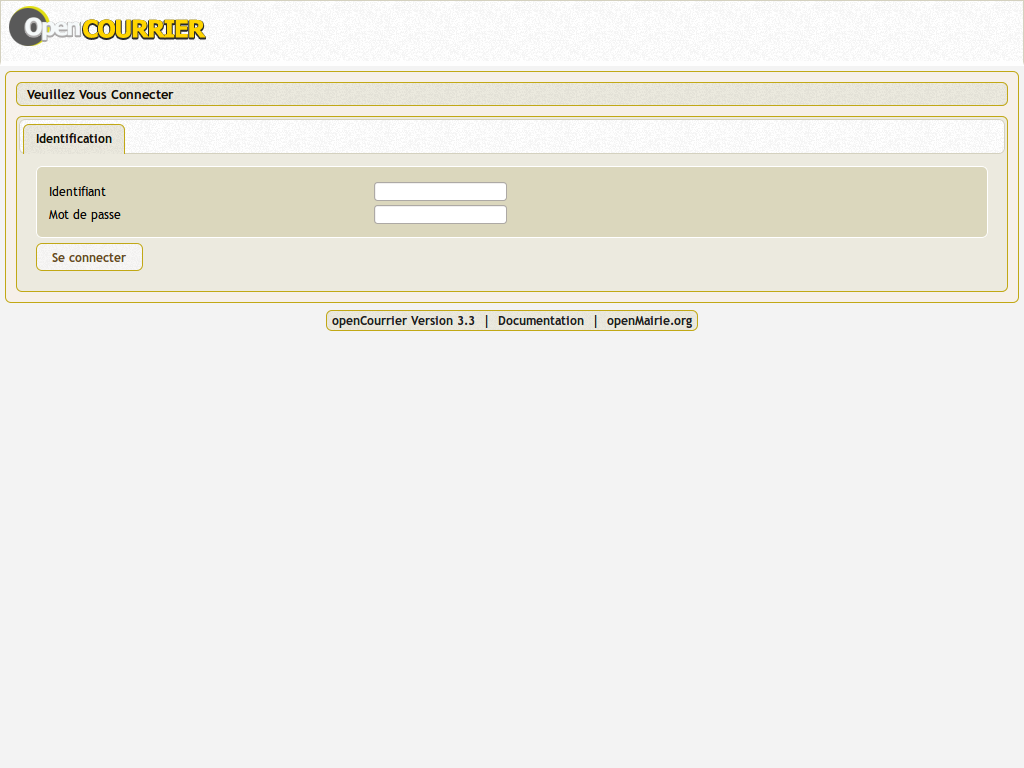 OpenCOURRIER
Veuillez Vous Connecter
Identification
Identifiant
Mot de passe
Se connecter
openCourrier Version 3.3 | Documentation | openMairie.org